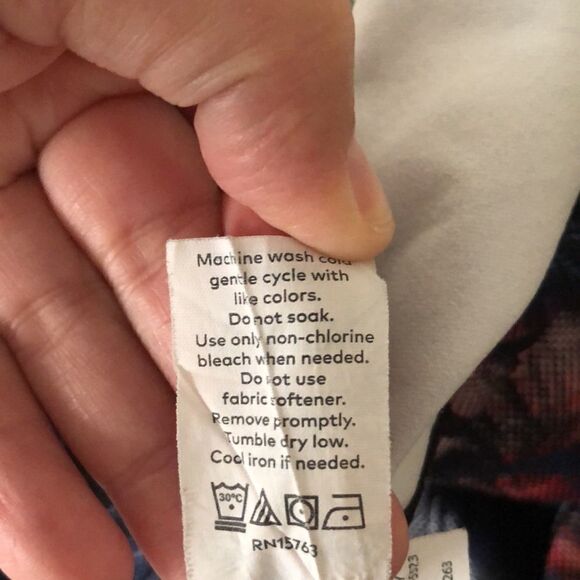 Machine wash cold
gentle cycle with
like colors.
Do not soak.
Use only non-chlorine
bleach when needed.
Do not use
fabric softener.
Remove promptly.
Tumble dry low.
Cool iron if needed.
30°C
RN15763
263